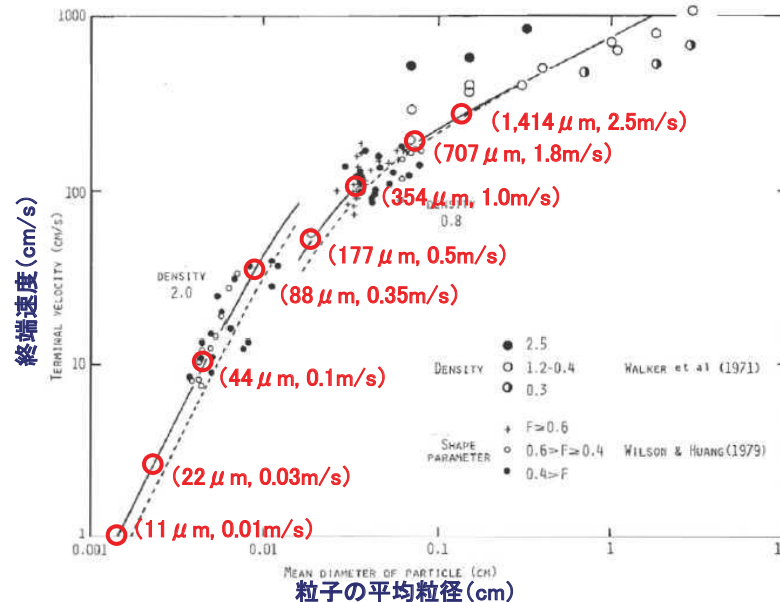 1000
100
10
1
終端速度(cm/s)
TERMINAL VELOCITY (CM/S)
(1,414μm, 2.5m/s)
(707μm, 1.8m/s)
(354μm, 1.0m/s)
DENSITY
0.8
(177μm, 0.5m/s)
DENSITY
2.0
(88μm, 0.35m/s)
(44μm, 0.1m/s)
(22μm, 0.03m/s)
(11μm, 0.01m/s)
DENSITY
2.5
1.2-0.4
0.3
WALKER et al (1971)
SHAPE
PARAMETER
F≥0.6
0.6>F≥0.4
0.4>F
WILSON & HUANG (1979)
0.001 0.01 0.1 1
MEAN DIAMETER OF PARTICLE (CM)
粒子の平均粒径(cm)